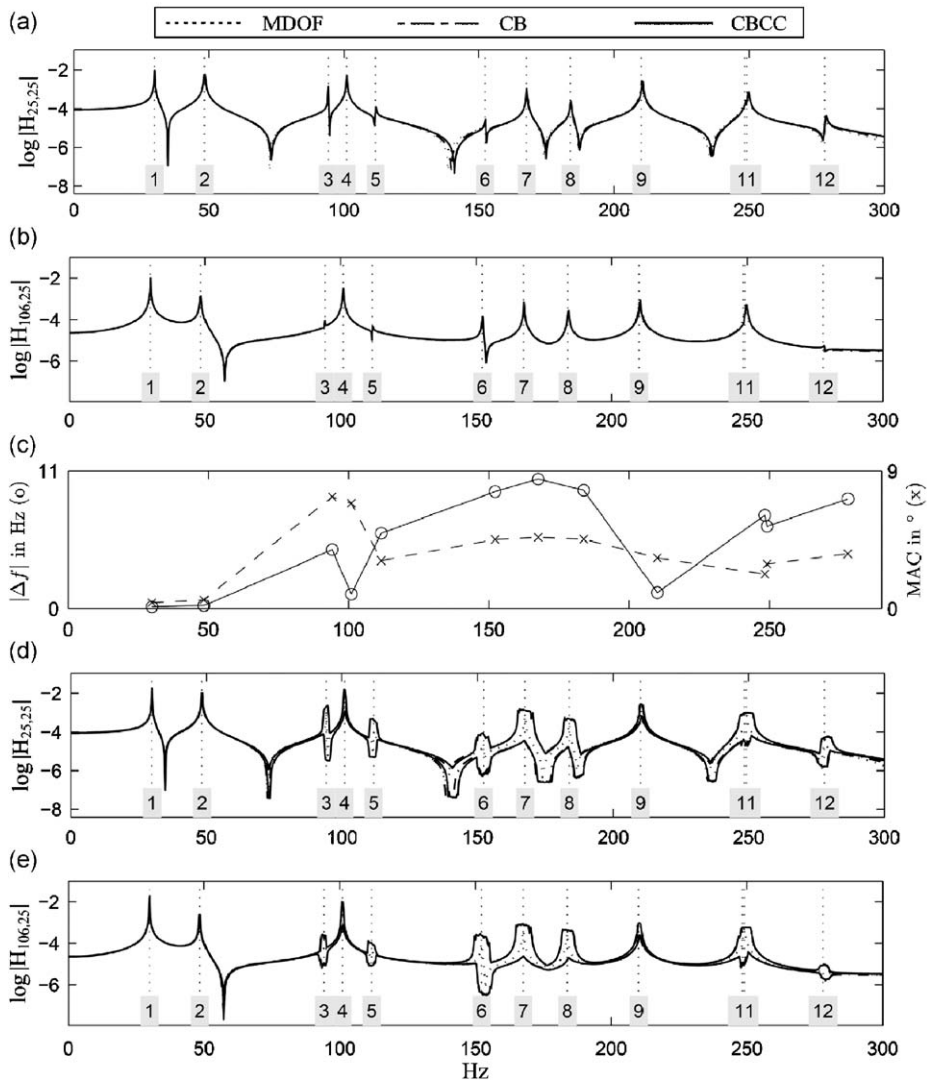 MDOF CB CBCC
(a)
log|H25,25|
−2
−4
−6
−8
1 2 3 4 5 6 7 8 9 11 12
0 50 100 150 200 250 300
(b)
log|H106,25|
−2
−4
−6
1 2 3 4 5 6 7 8 9 11 12
0 50 100 150 200 250 300
(c)
|Δf| in Hz (o)
11
0
9
0
MAC in ° (x)
0 50 100 150 200 250 300
(d)
log|H25,25|
−2
−4
−6
−8
1 2 3 4 5 6 7 8 9 11 12
0 50 100 150 200 250 300
(e)
log|H106,25|
−2
−4
−6
1 2 3 4 5 6 7 8 9 11 12
0 50 100 150 200 250 300
Hz